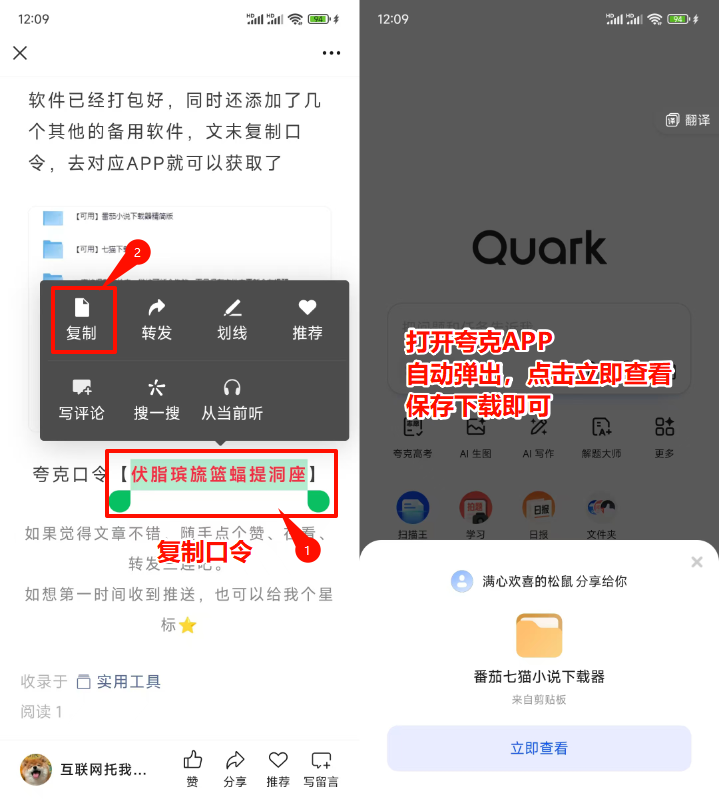 12:09
94
软件已经打包好，同时还添加了几
个其他的备用软件，文末复制口
令，去对应APP就可以获取了
【可用】番茄小说下载器精简版
【可用】七猫下
2
复制
转发
划线
推荐
写评论
搜一搜
从当前听
夸克口令【伏脂璸旒篮蝠提洞座】
1
复制口令
如果觉得文章不错，随手点个赞、在看、
转发三连吧。
如想第一时间收到推送，也可以给我个星
标⭐
收录于 实用工具
阅读 1
互联网托我...
赞
分享
推荐
写留言
12:09
94
翻译
Quark
打开夸克APP
自动弹出，点击立即查看
保存下载即可
夸克高考
AI 生图
AI 写作
解题大师
更多
扫描王
学习
日报
文件夹
满心欢喜的松鼠 分享给你
番茄七猫小说下载器
来自剪贴板
立即查看